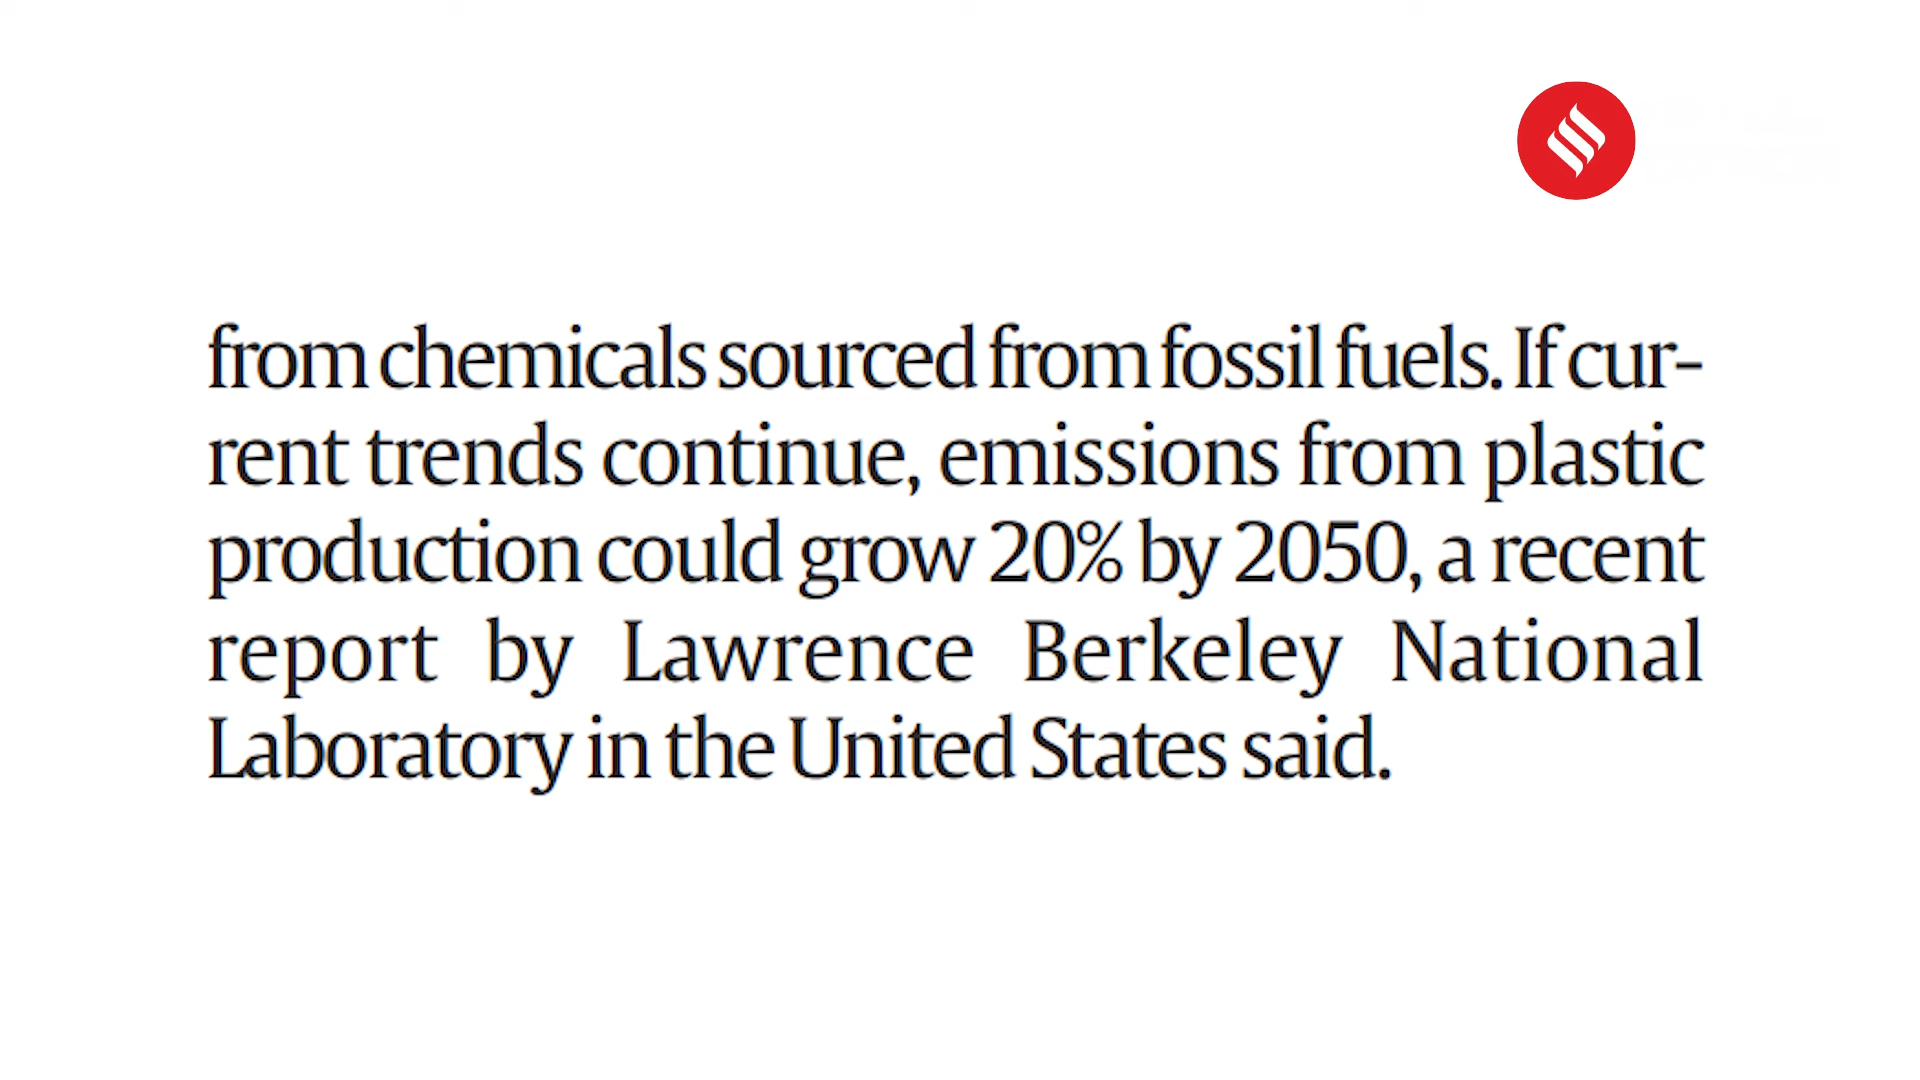 from chemicals sourced from fossil fuels. If cur-
rent trends continue, emissions from plastic
production could grow 20% by 2050, a recent
report by Lawrence Berkeley National
Laboratory in the United States said.